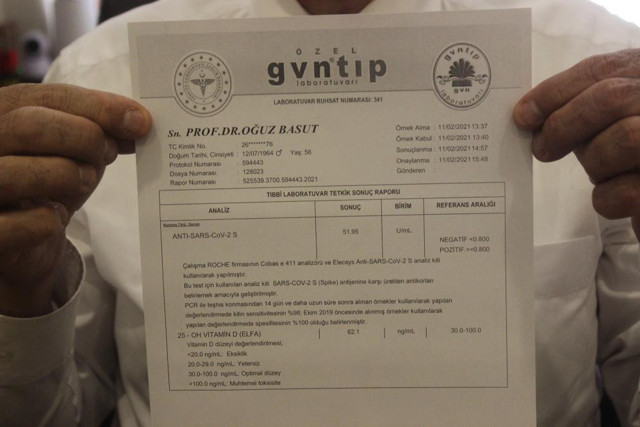 ÖZEL
gvntıp
laboratuvarı
gvntıp
laboratuvarı
gvn
LABORATUVAR RUHSAT NUMARASI: 341
Sn. PROF.DR.OĞUZ BASUT
TC Kimlik No. 26*******76
Doğum Tarihi, Cinsiyeti : 12/07/1964 ♂ Yaş: 56
Protokol Numarası : 594443
Dosya Numarası : 128023
Rapor Numarası : 525539.3700.594443.2021
Örnek Alma : 11/02/2021 13:37
Örnek Kabul : 11/02/2021 13:40
Sonuçlanma : 11/02/2021 14:57
Onaylanma : 11/02/2021 15:49
Gönderen :
TIBBİ LABORATUVAR TETKİK SONUÇ RAPORU
ANALİZ SONUÇ BİRİM REFERANS ARALIĞI
ANTI-SARS-CoV-2 S 51.95 U/mL
NEGATİF <0.800
POZİTİF >=0.800
Çalışma ROCHE firmasının Cobas e 411 analizörü ve Elecsys Anti-SARS-COV-2 S analiz kiti
kullanılarak yapılmıştır.
Bu test için kullanılan analiz kiti SARS-COV-2 S (Spike) antijenine karşı üretilen antikorları
belirlemek amacıyla geliştirilmiştir.
PCR ile teşhis konmasından 14 gün ve daha uzun süre sonra alınan örnekler kullanılarak yapılan
değerlendirmede kitin sensitivitesinin %98, Ekim 2019 öncesinde alınmış örnekler kullanılarak
yapılan değerlendirmede spesifitesinin %100 olduğu belirlenmiştir.
25 - OH VİTAMİN D (ELFA) 62.1 ng/mL 30.0-100.0
Vitamin D düzeyi değerlendirilmesi,
<20.0 ng/mL: Eksiklik
20.0-29.0 ng/mL: Yetersiz
30.0-100.0 ng/mL: Optimal düzey
>100.0 ng/mL: Muhtemel toksisite